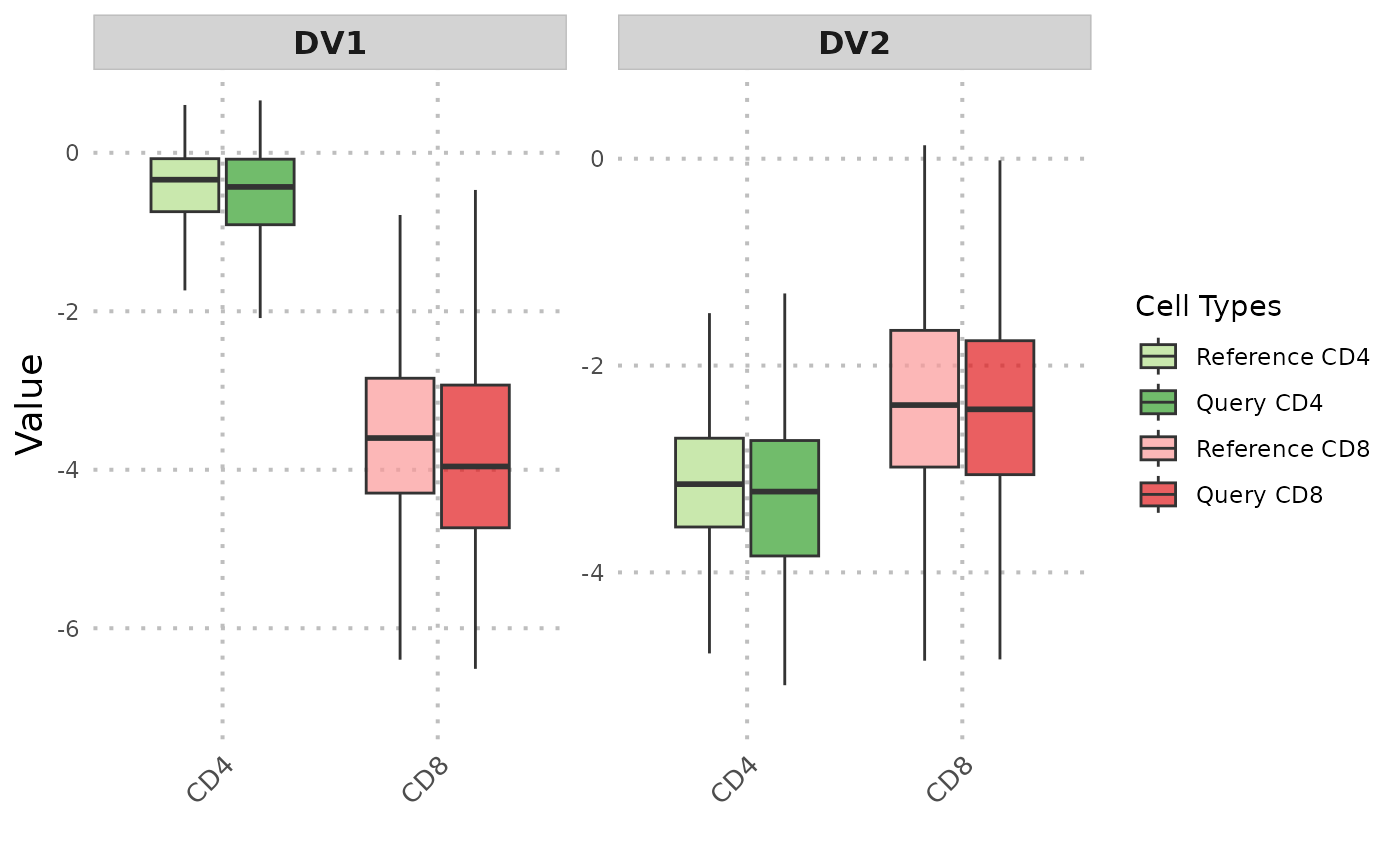 DV1
DV2
Value
0
-2
-4
-6
0
-2
-4
CD4
CD8
CD4
CD8
Cell Types
Reference CD4
Query CD4
Reference CD8
Query CD8